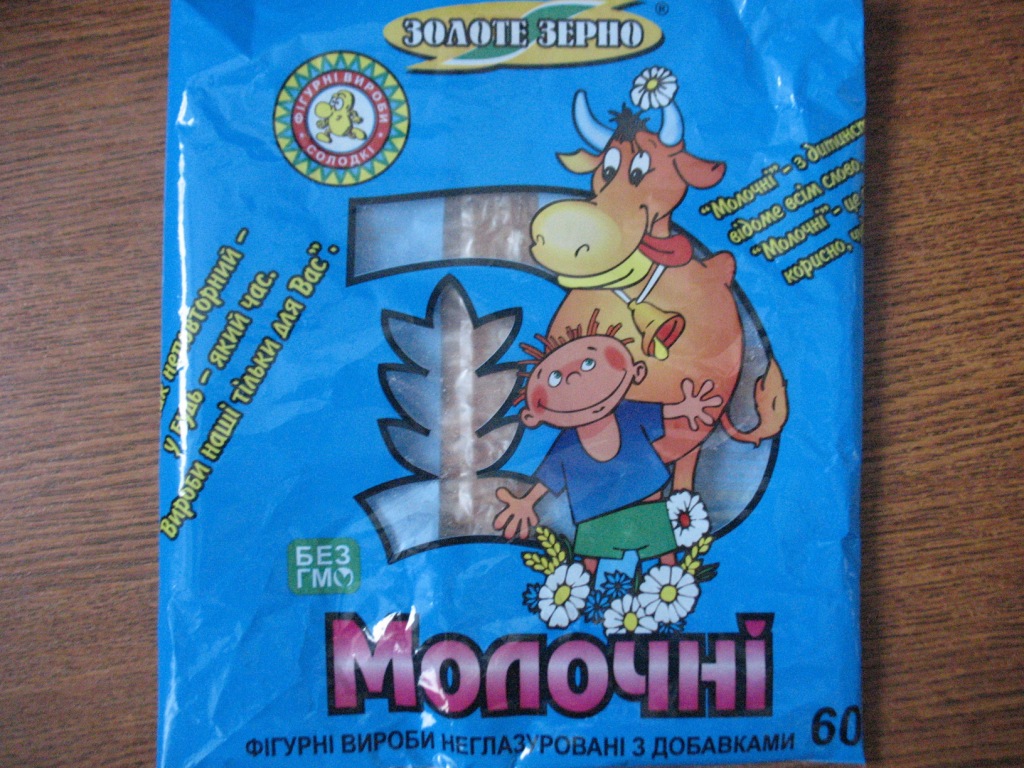 ЗОЛОТЕ ЗЕРНО ®
ФІГУРНІ ВИРОБИ
• СОЛОДКІ •
"Молочні" - з дитинст
відоме всім слово.
"Молочні" - це
корисно,
неповторний -
у будь - який час.
Вироби наші тільки для Вас".
БЕЗ
ГМО
Молочні
ФІГУРНІ ВИРОБИ НЕГЛАЗУРОВАНІ З ДОБАВКАМИ
60